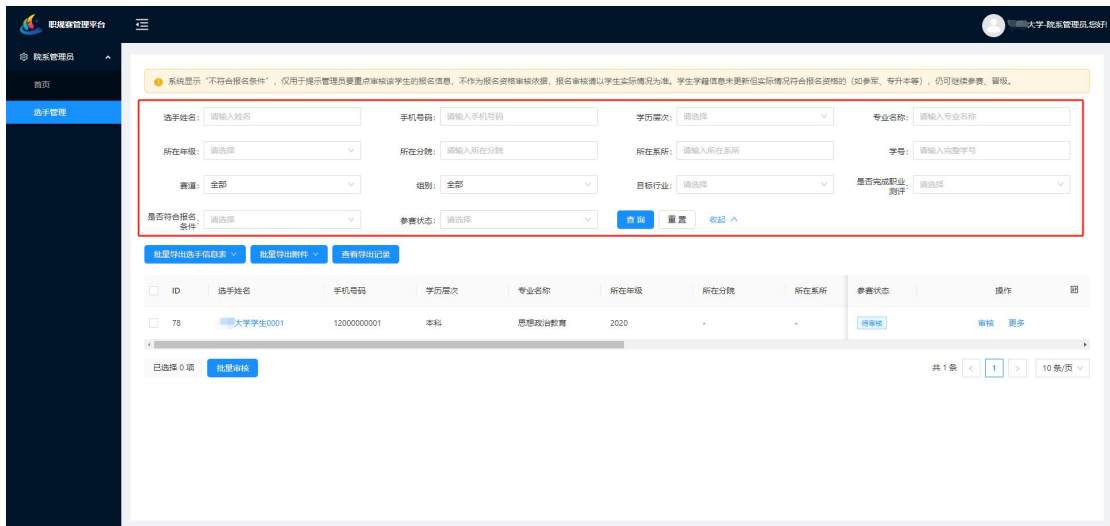 职规赛管理平台
大学-院系管理员,您好!
院系管理员
首页
选手管理
系统显示“不符合报名条件”，仅用于提示管理员要重点审核该学生的报名信息，不作为报名资格审核依据，报名审核请以学生实际情况为准。学生学籍信息未更新但实际情况符合报名资格的（如参军、专升本等），仍可继续参赛、晋级。
选手姓名: 请输入姓名 手机号码: 请输入手机号码 学历层次: 请选择 专业名称: 请输入专业名称
所在年级: 请选择 所在分院: 请输入所在分院 所在系所: 请输入所在系所 学号: 请输入完整学号
赛道: 全部 组别: 全部 目标行业: 请选择 是否完成职业测评: 请选择
是否符合报名条件: 请选择 参赛状态: 请选择 查询 重置 收起
批量导出选手信息表 批量导出附件 查看导出记录
ID 选手姓名 手机号码 学历层次 专业名称 所在年级 所在分院 所在系所 参赛状态 操作
78 大学学生0001 12000000001 本科 思想政治教育 2020 - - 待审核 审核 更多
已选择 0 项 批量审核 共 1 条 < 1 > 10 条/页